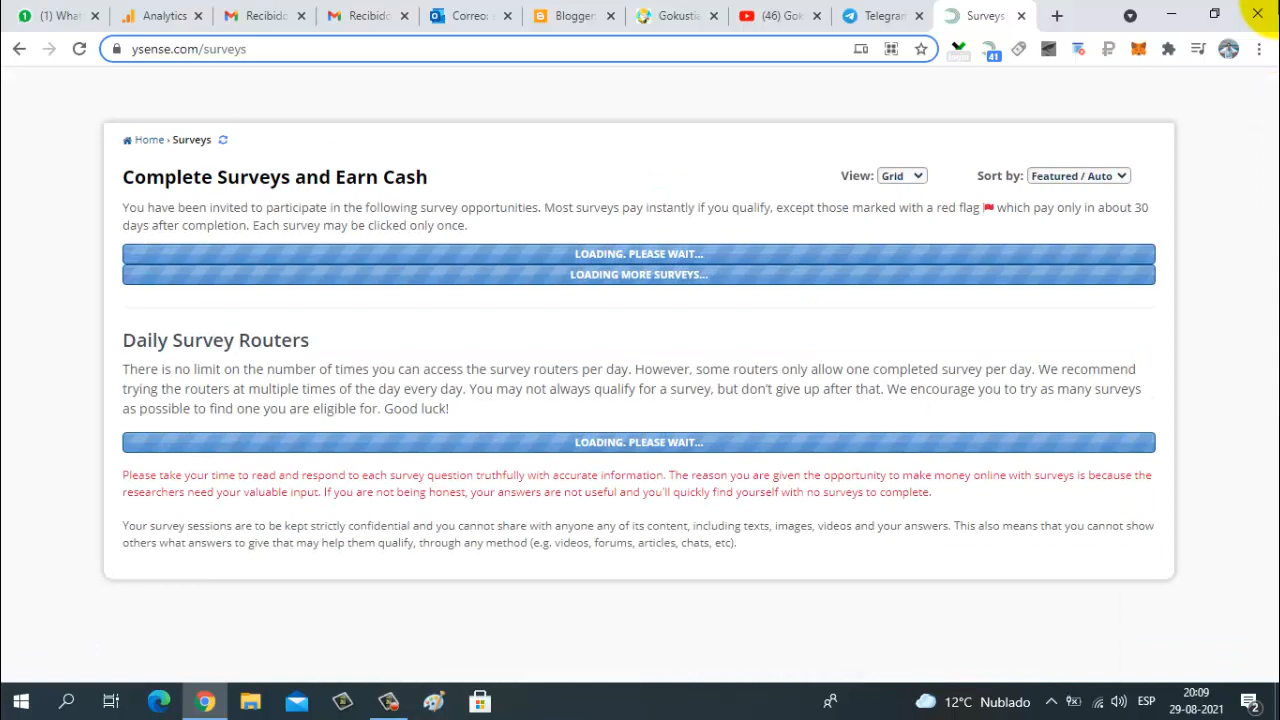 (1) What
Analytics
Recibido
Recibido
Correo:
Blogger
Gokustia
(46) Gok
Telegran
Surveys
ysense.com/surveys
41
Home › Surveys
Complete Surveys and Earn Cash
View: Grid
Sort by: Featured / Auto
You have been invited to participate in the following survey opportunities. Most surveys pay instantly if you qualify, except those marked with a red flag which pay only in about 30
days after completion. Each survey may be clicked only once.
LOADING. PLEASE WAIT...
LOADING MORE SURVEYS...
Daily Survey Routers
There is no limit on the number of times you can access the survey routers per day. However, some routers only allow one completed survey per day. We recommend
trying the routers at multiple times of the day every day. You may not always qualify for a survey, but don't give up after that. We encourage you to try as many surveys
as possible to find one you are eligible for. Good luck!
LOADING. PLEASE WAIT...
Please take your time to read and respond to each survey question truthfully with accurate information. The reason you are given the opportunity to make money online with surveys is because the
researchers need your valuable input. If you are not being honest, your answers are not useful and you'll quickly find yourself with no surveys to complete.
Your survey sessions are to be kept strictly confidential and you cannot share with anyone any of its content, including texts, images, videos and your answers. This also means that you cannot show
others what answers to give that may help them qualify, through any method (e.g. videos, forums, articles, chats, etc).
12°C Nublado
ESP
20:09
29-08-2021
2